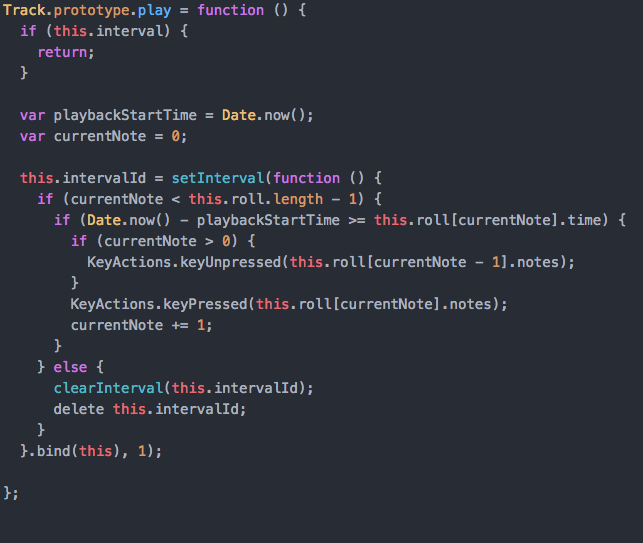 Track.prototype.play = function () {
  if (this.interval) {
    return;
  }

  var playbackStartTime = Date.now();
  var currentNote = 0;

  this.intervalId = setInterval(function () {
    if (currentNote < this.roll.length - 1) {
      if (Date.now() - playbackStartTime >= this.roll[currentNote].time) {
        if (currentNote > 0) {
          KeyActions.keyUnpressed(this.roll[currentNote - 1].notes);
        }
        KeyActions.keyPressed(this.roll[currentNote].notes);
        currentNote += 1;
      }
    } else {
      clearInterval(this.intervalId);
      delete this.intervalId;
    }
  }.bind(this), 1);

};